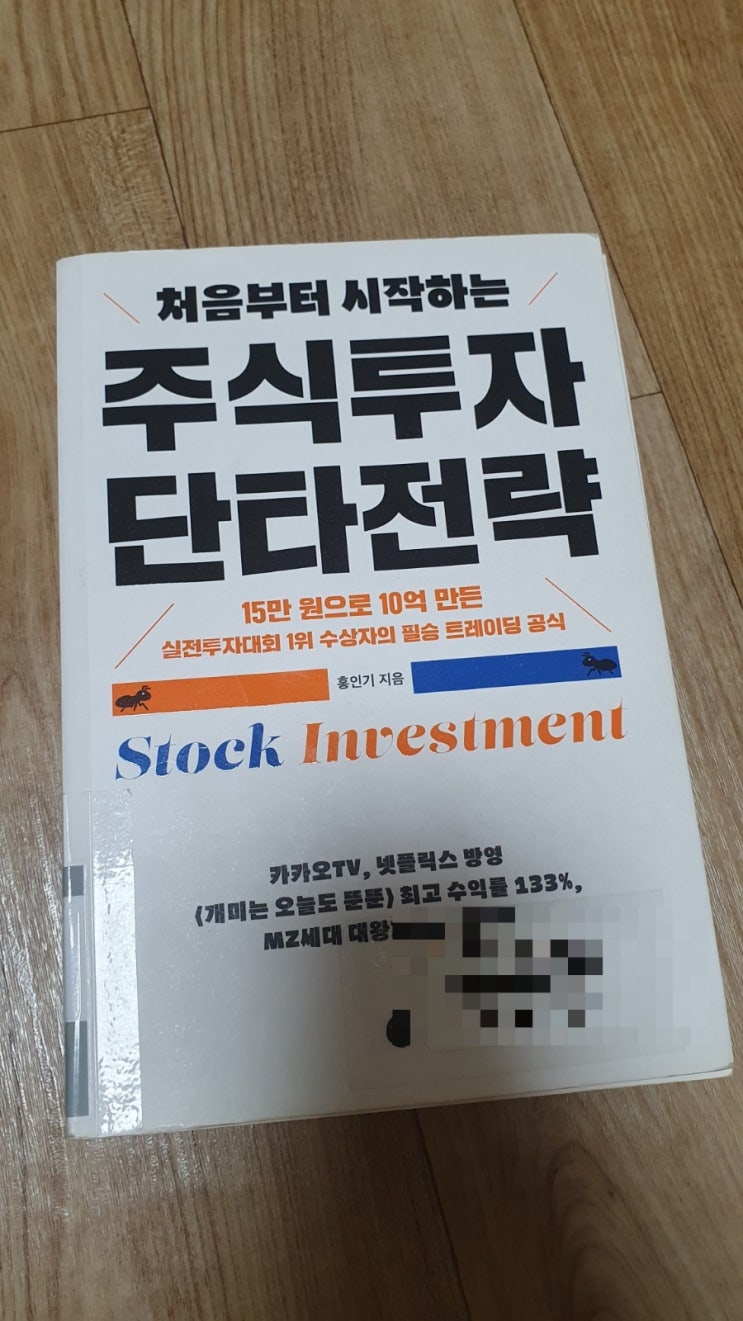 처음부터 시작하는
주식투자
단타전략
15만 원으로 10억 만든
실전투자대회 1위 수상자의 필승 트레이딩 공식
홍인기 지음
Stock Investment
카카오TV, 넷플릭스 방영
〈개미는 오늘도 뚠뚠〉 최고 수익률 133%,
MZ세대 대왕